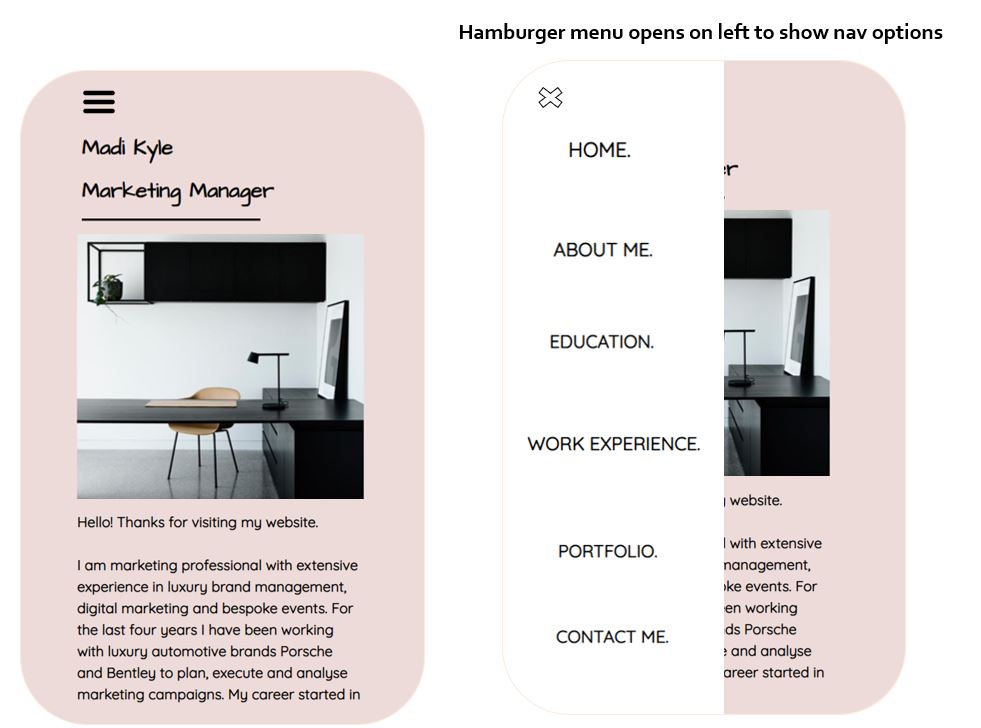 Hamburger menu opens on left to show nav options
Madi Kyle
Marketing Manager
Hello! Thanks for visiting my website.
I am marketing professional with extensive
experience in luxury brand management,
digital marketing and bespoke events. For
the last four years I have been working
with luxury automotive brands Porsche
and Bentley to plan, execute and analyse
marketing campaigns. My career started in
HOME.
ABOUT ME.
EDUCATION.
WORK EXPERIENCE.
PORTFOLIO.
CONTACT ME.
er
website.
with extensive
management,
oke events. For
en working
ds Porsche
e and analyse
areer started in